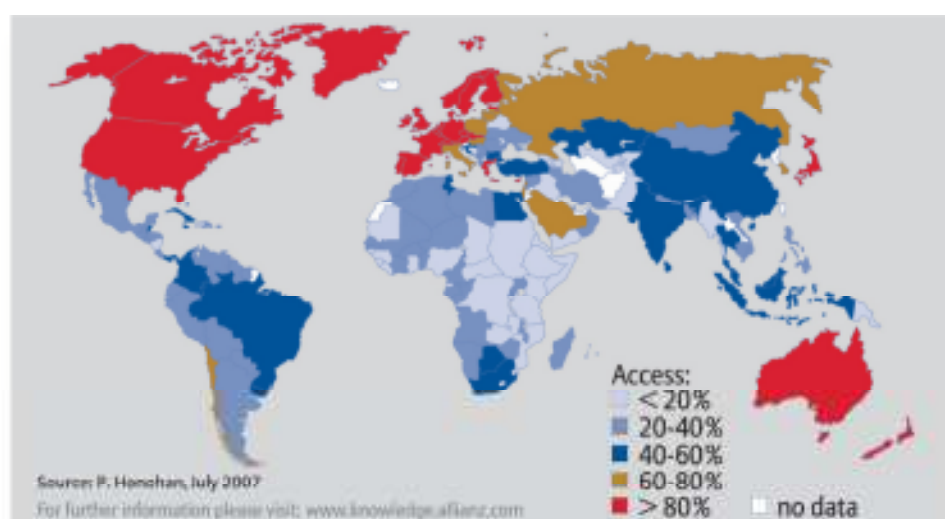 Access:
< 20%
20-40%
40-60%
60-80%
> 80%
no data
Source: P. Honohan, July 2007
For further information please visit: www.knowledge.allianz.com